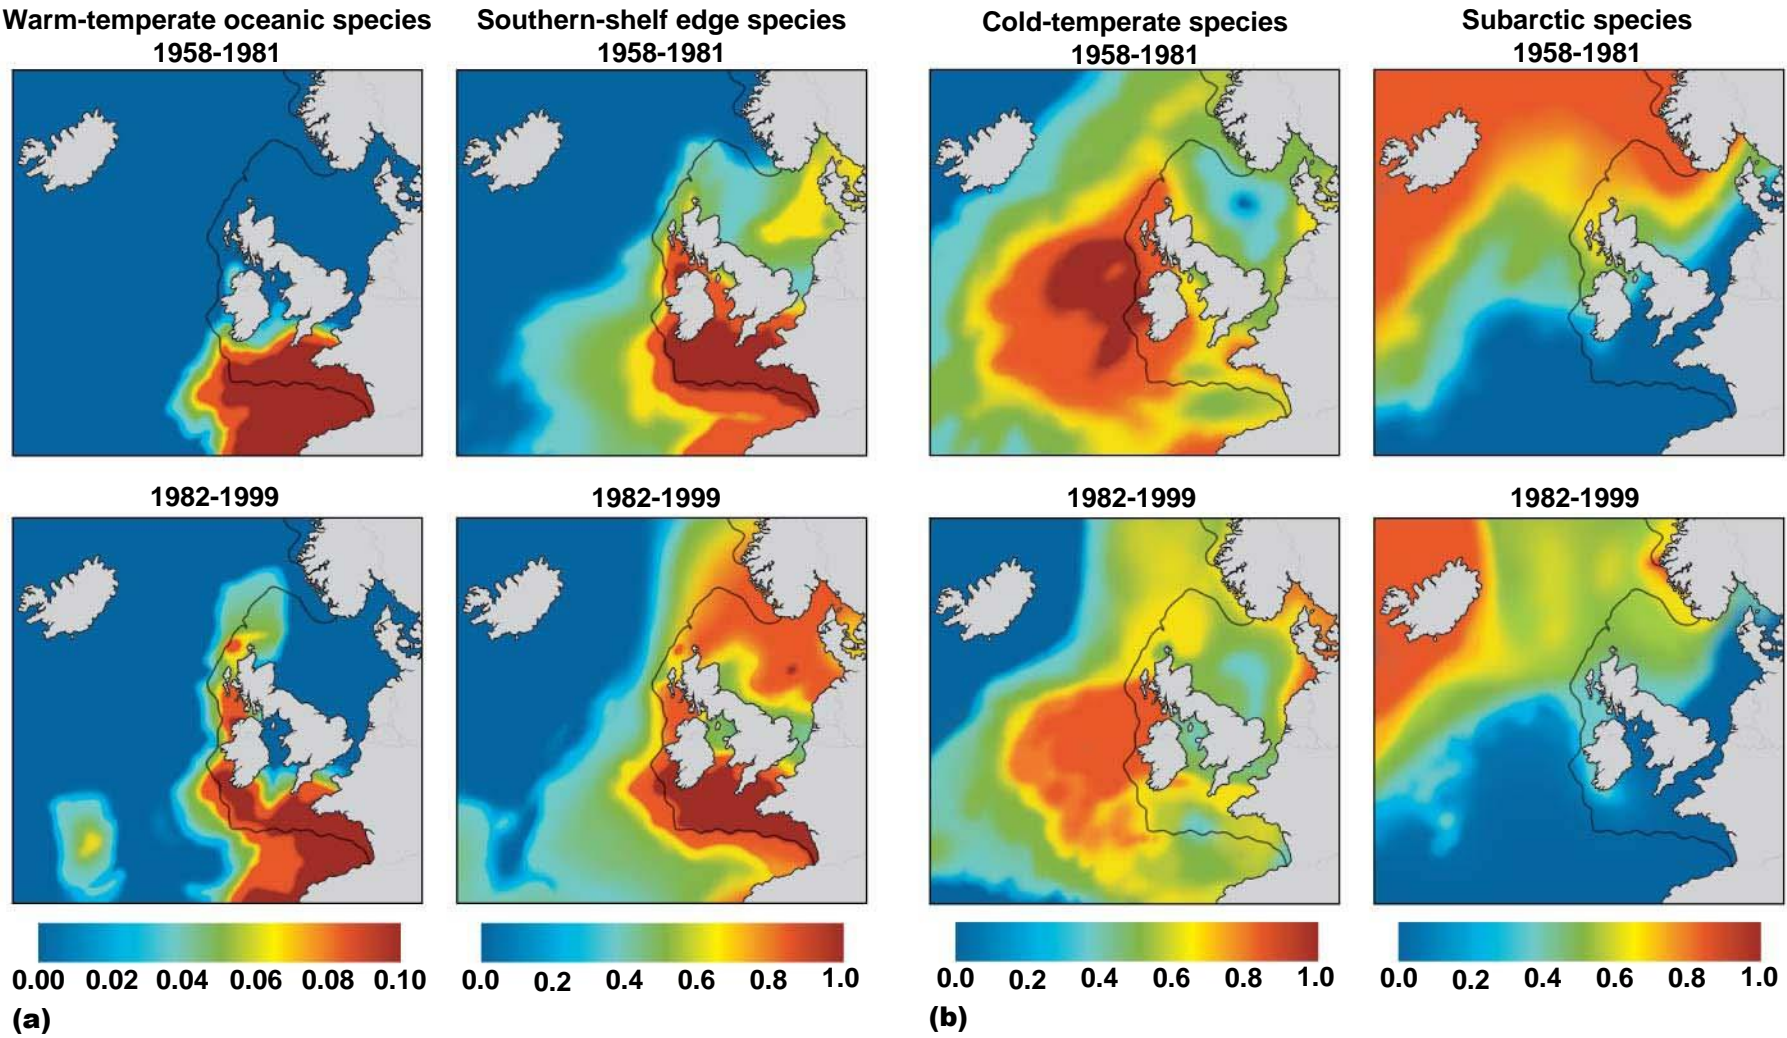 Warm-temperate oceanic species
1958-1981
Southern-shelf edge species
1958-1981
Cold-temperate species
1958-1981
Subarctic species
1958-1981
1982-1999
1982-1999
1982-1999
1982-1999
0.00 0.02 0.04 0.06 0.08 0.10
0.0 0.2 0.4 0.6 0.8 1.0
0.0 0.2 0.4 0.6 0.8 1.0
0.0 0.2 0.4 0.6 0.8 1.0
(a)
(b)